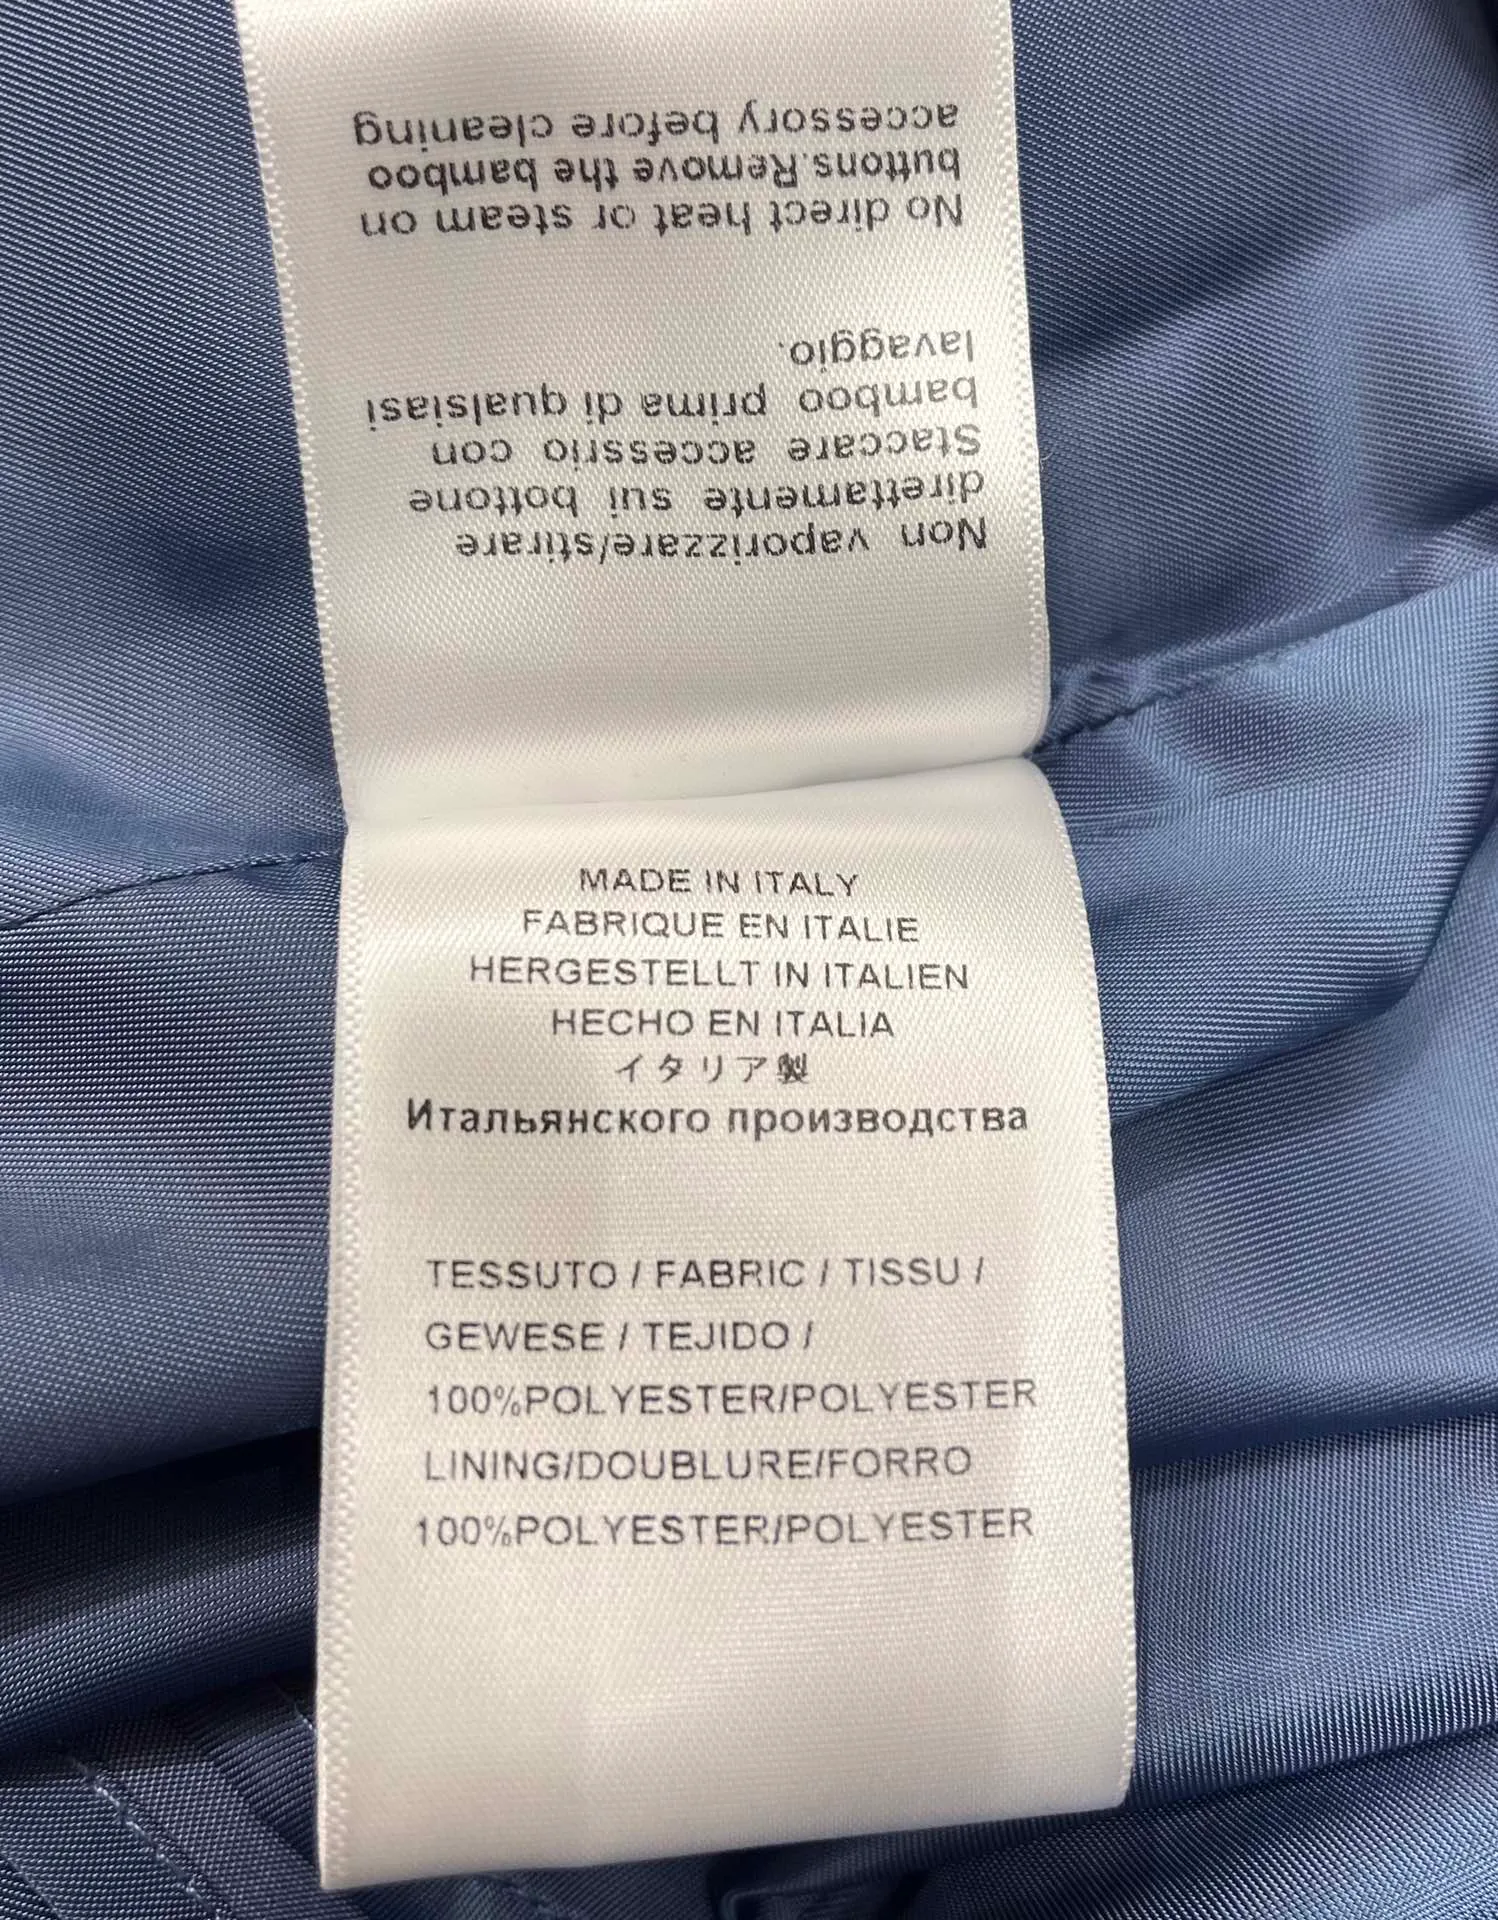 Non vaporizzare/stirare
direttamente sui bottone
Staccare accessrio con
bamboo prima di qualsiasi
lavaggio.
No direct heat or steam on
buttons.Remove the bamboo
accessory before cleaning
MADE IN ITALY
FABRIQUE EN ITALIE
HERGESTELLT IN ITALIEN
HECHO EN ITALIA
イタリア製
Итальянского производства
TESSUTO / FABRIC / TISSU /
GEWESE / TEJIDO /
100%POLYESTER/POLYESTER
LINING/DOUBLURE/FORRO
100%POLYESTER/POLYESTER